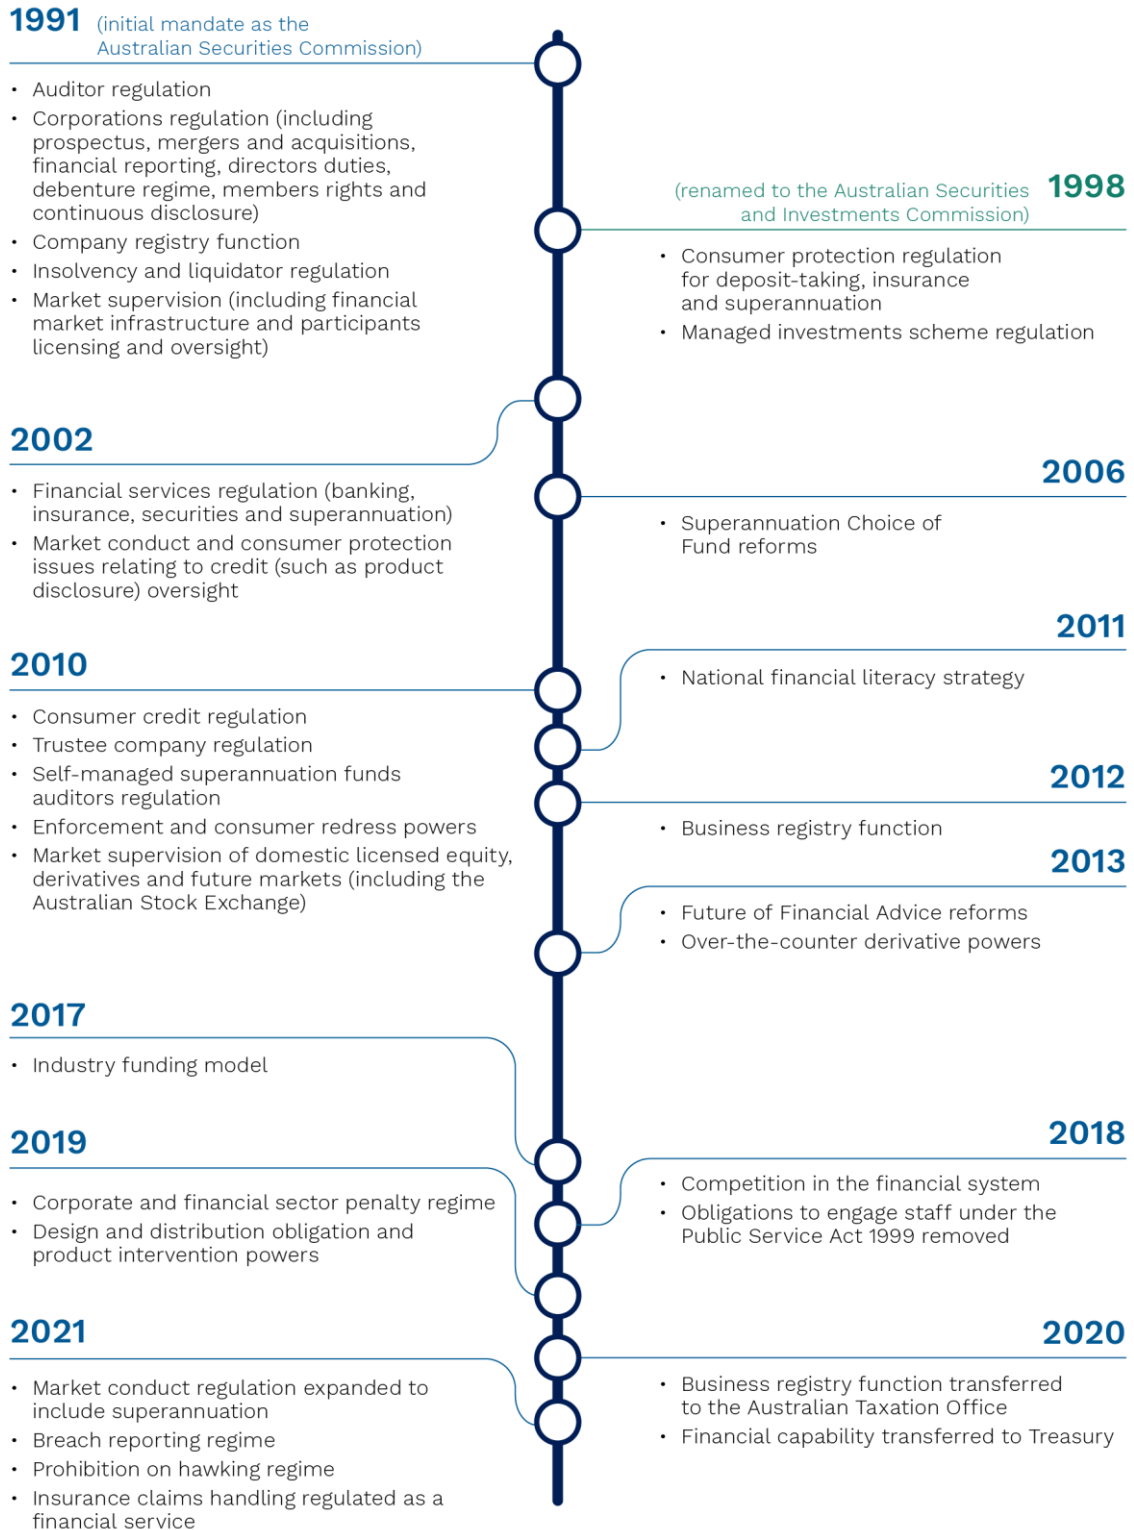 1991 (initial mandate as the
Australian Securities Commission)
• Auditor regulation
• Corporations regulation (including
prospectus, mergers and acquisitions,
financial reporting, directors duties,
debenture regime, members rights and
continuous disclosure)
• Company registry function
• Insolvency and liquidator regulation
• Market supervision (including financial
market infrastructure and participants
licensing and oversight)
(renamed to the Australian Securities 1998
and Investments Commission)
• Consumer protection regulation
for deposit-taking, insurance
and superannuation
• Managed investments scheme regulation
2002
• Financial services regulation (banking,
insurance, securities and superannuation)
• Market conduct and consumer protection
issues relating to credit (such as product
disclosure) oversight
2006
• Superannuation Choice of
Fund reforms
2010
• Consumer credit regulation
• Trustee company regulation
• Self-managed superannuation funds
auditors regulation
• Enforcement and consumer redress powers
• Market supervision of domestic licensed equity,
derivatives and future markets (including the
Australian Stock Exchange)
2011
• National financial literacy strategy
2012
• Business registry function
2013
• Future of Financial Advice reforms
• Over-the-counter derivative powers
2017
• Industry funding model
2018
• Competition in the financial system
• Obligations to engage staff under the
Public Service Act 1999 removed
2019
• Corporate and financial sector penalty regime
• Design and distribution obligation and
product intervention powers
2020
• Business registry function transferred
to the Australian Taxation Office
• Financial capability transferred to Treasury
2021
• Market conduct regulation expanded to
include superannuation
• Breach reporting regime
• Prohibition on hawking regime
• Insurance claims handling regulated as a
financial service